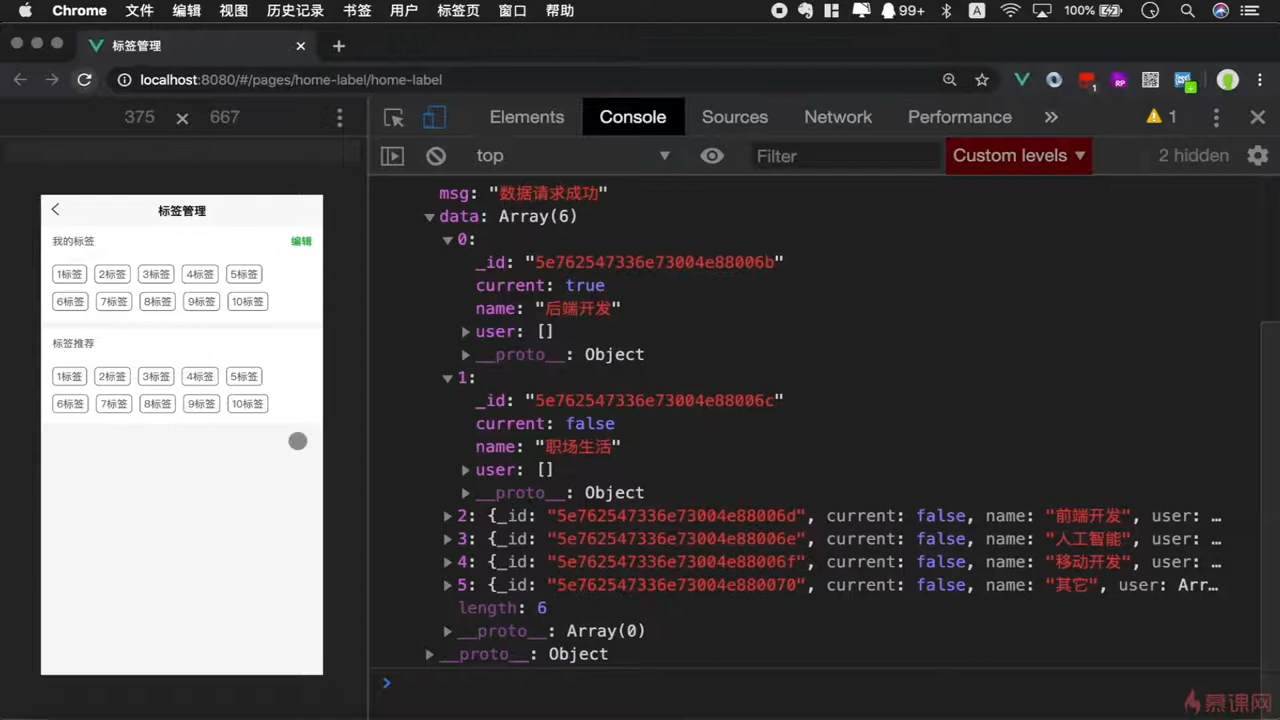 Chrome 文件 编辑 视图 历史记录 书签 用户 标签页 窗口 帮助 99+ A 100%
标签管理
localhost:8080/#/pages/home-label/home-label
375 × 667
Elements Console Sources Network Performance » 1
top Filter Custom levels 2 hidden
标签管理
我的标签 编辑
1标签 2标签 3标签 4标签 5标签
6标签 7标签 8标签 9标签 10标签
标签推荐
1标签 2标签 3标签 4标签 5标签
6标签 7标签 8标签 9标签 10标签
msg: "数据请求成功"
data: Array(6)
0:
_id: "5e762547336e73004e88006b"
current: true
name: "后端开发"
user: []
__proto__: Object
1:
_id: "5e762547336e73004e88006c"
current: false
name: "职场生活"
user: []
__proto__: Object
2: {_id: "5e762547336e73004e88006d", current: false, name: "前端开发", user: …
3: {_id: "5e762547336e73004e88006e", current: false, name: "人工智能", user: …
4: {_id: "5e762547336e73004e88006f", current: false, name: "移动开发", user: …
5: {_id: "5e762547336e73004e880070", current: false, name: "其它", user: Arr…
length: 6
__proto__: Array(0)
__proto__: Object
慕课网